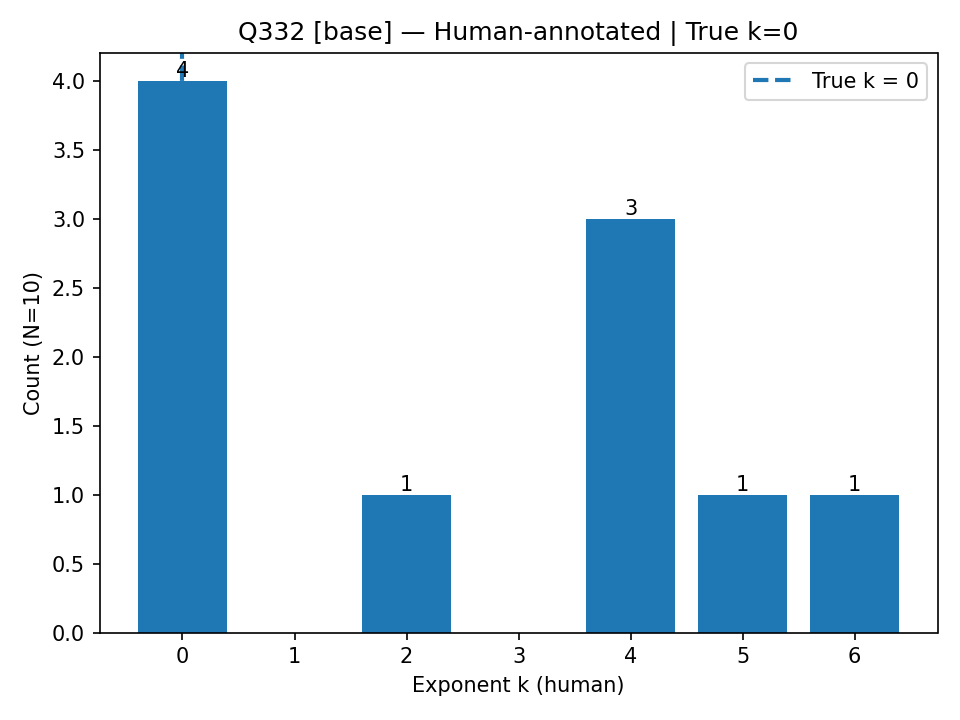 Q332 [base] — Human-annotated | True k=0
True k = 0
4
3
1
1
1
4.0
3.5
3.0
2.5
2.0
1.5
1.0
0.5
0.0
Count (N=10)
0 1 2 3 4 5 6
Exponent k (human)